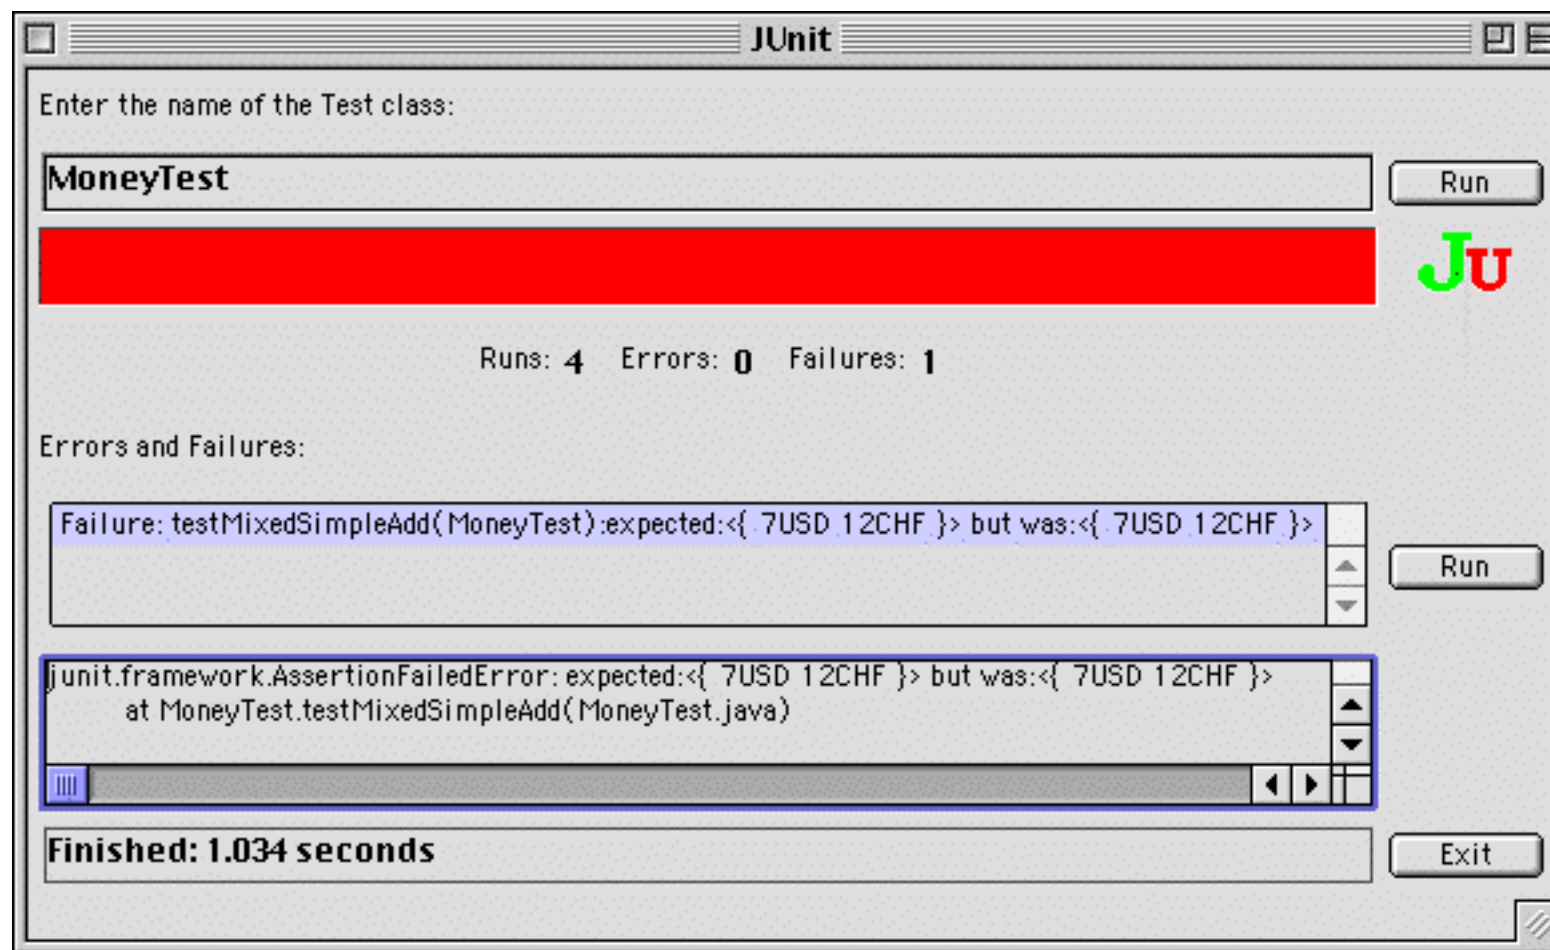 JUnit
Enter the name of the Test class:
MoneyTest
Run
JU
Runs: 4 Errors: 0 Failures: 1
Errors and Failures:
Failure: testMixedSimpleAdd(MoneyTest):expected:<{ 7USD 12CHF }> but was:<{ 7USD 12CHF }>
Run
junit.framework.AssertionFailedError: expected:<{ 7USD 12CHF }> but was:<{ 7USD 12CHF }>
at MoneyTest.testMixedSimpleAdd(MoneyTest.java)
Finished: 1.034 seconds
Exit